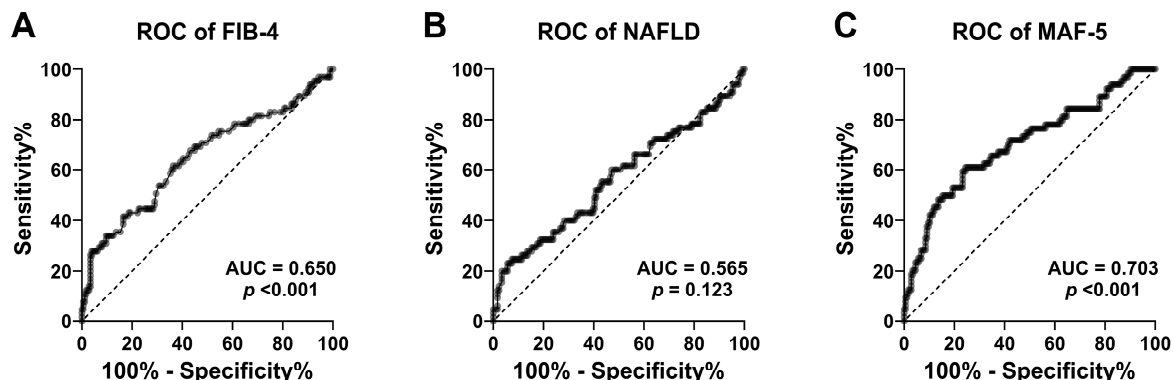 A
ROC of FIB-4
Sensitivity%
100
80
60
40
20
0
AUC = 0.650
p <0.001
0 20 40 60 80 100
100% - Specificity%
B
ROC of NAFLD
Sensitivity%
100
80
60
40
20
0
AUC = 0.565
p = 0.123
0 20 40 60 80 100
100% - Specificity%
C
ROC of MAF-5
Sensitivity%
100
80
60
40
20
0
AUC = 0.703
p <0.001
0 20 40 60 80 100
100% - Specificity%